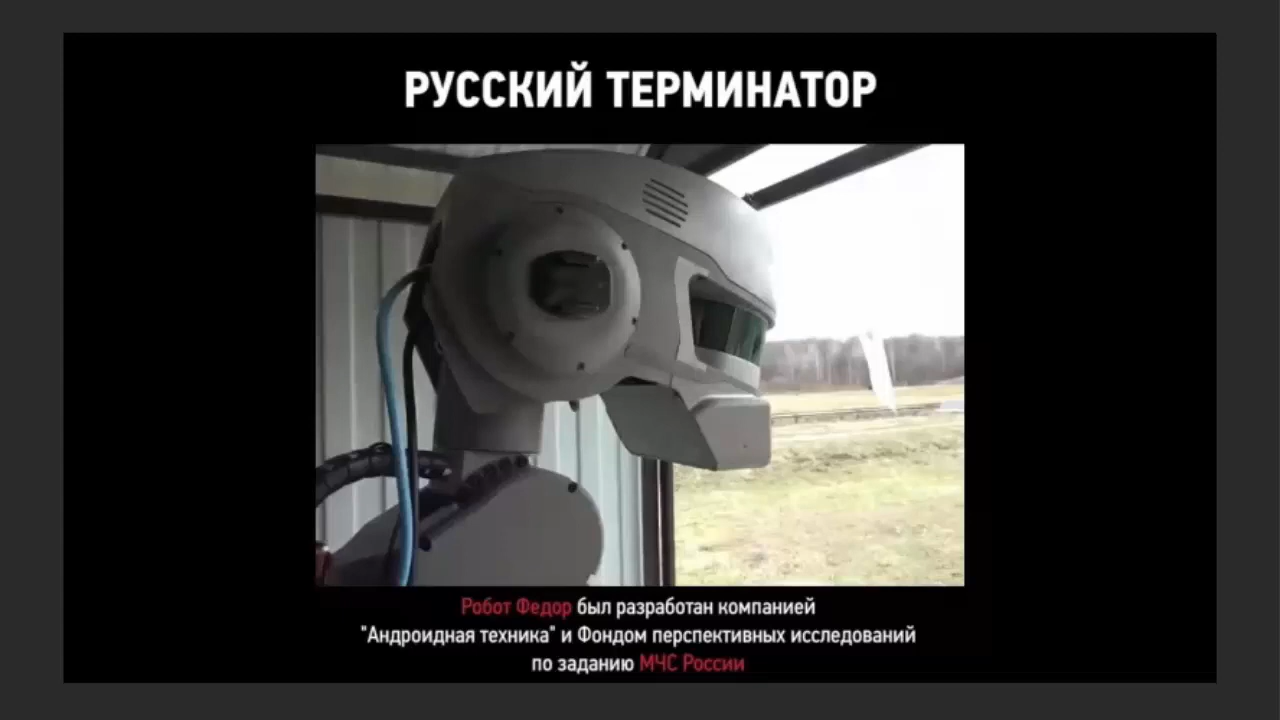 РУССКИЙ ТЕРМИНАТОР
Робот Федор был разработан компанией
"Андроидная техника" и Фондом перспективных исследований
по заданию МЧС России